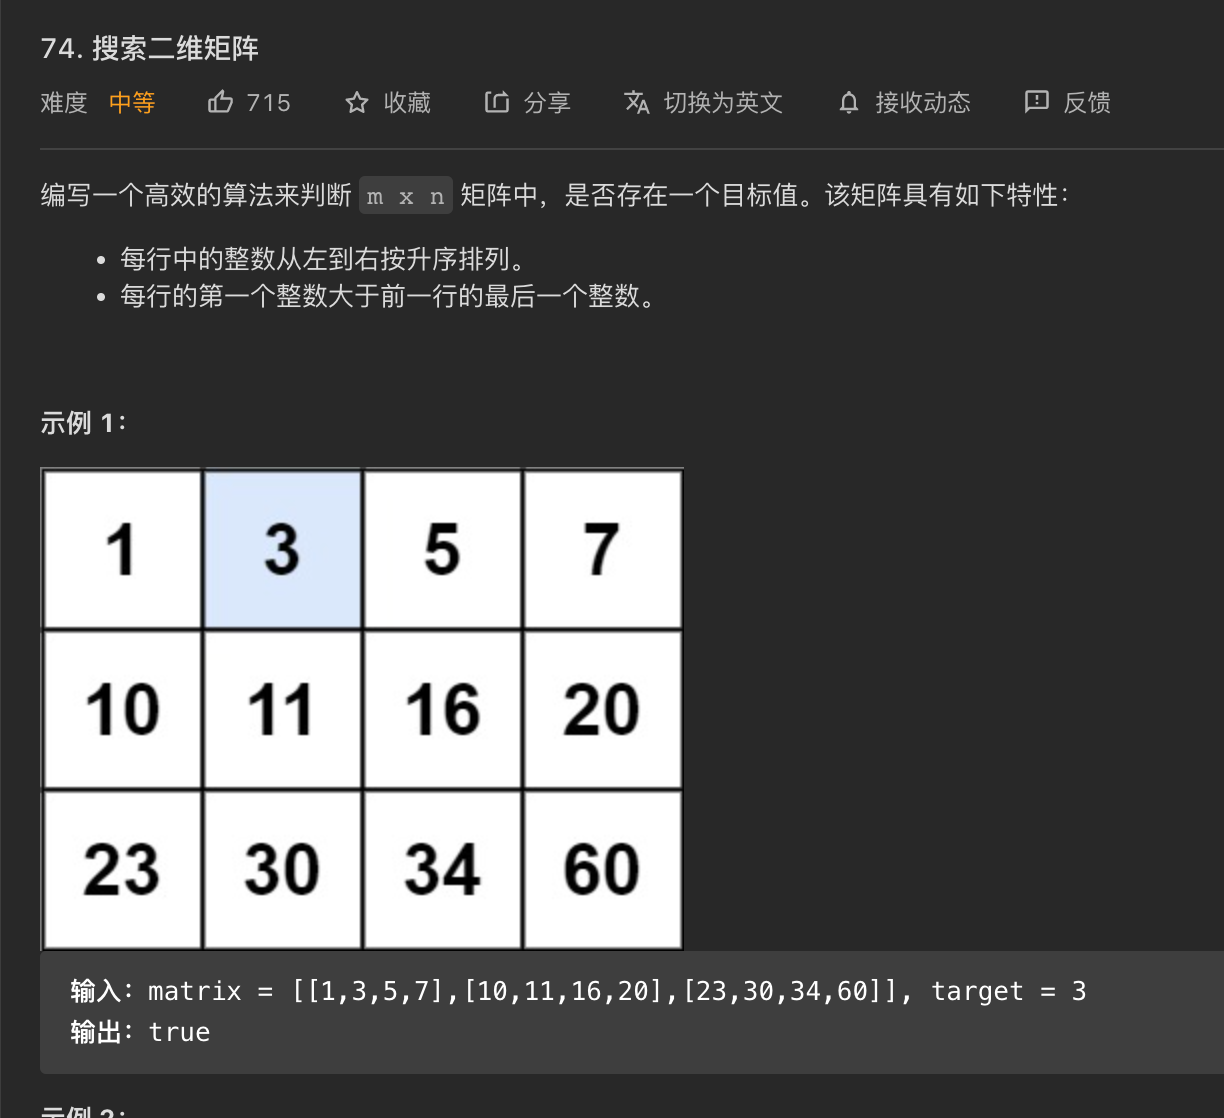 74. 搜索二维矩阵
难度 中等 715 收藏 分享 切换为英文 接收动态 反馈
编写一个高效的算法来判断 m x n 矩阵中，是否存在一个目标值。该矩阵具有如下特性：
每行中的整数从左到右按升序排列。
每行的第一个整数大于前一行的最后一个整数。
示例 1：
1 3 5 7
10 11 16 20
23 30 34 60
输入：matrix = [[1,3,5,7],[10,11,16,20],[23,30,34,60]], target = 3
输出：true
示例 2：